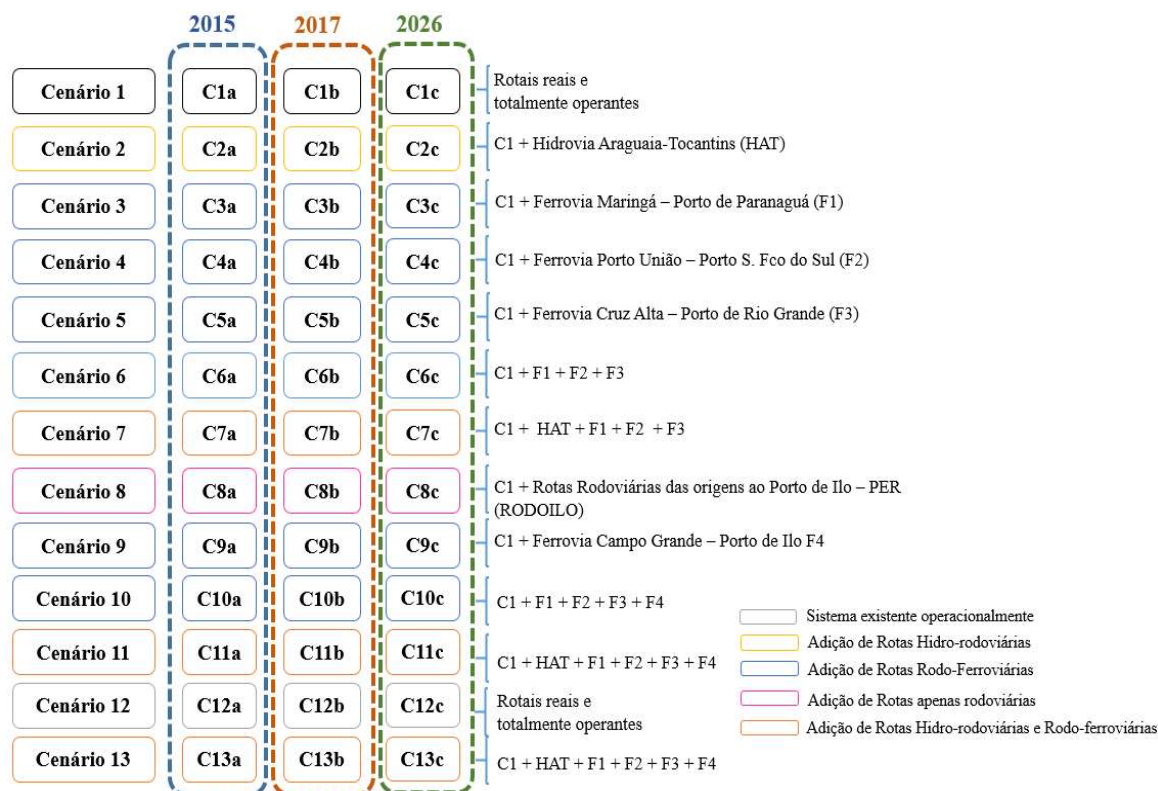 2015 2017 2026
Cenário 1 C1a C1b C1c Rotais reais e
totalmente operantes
Cenário 2 C2a C2b C2c C1 + Hidrovia Araguaia-Tocantins (HAT)
Cenário 3 C3a C3b C3c C1 + Ferrovia Maringá – Porto de Paranaguá (F1)
Cenário 4 C4a C4b C4c C1 + Ferrovia Porto União – Porto S. Fco do Sul (F2)
Cenário 5 C5a C5b C5c C1 + Ferrovia Cruz Alta – Porto de Rio Grande (F3)
Cenário 6 C6a C6b C6c C1 + F1 + F2 + F3
Cenário 7 C7a C7b C7c C1 + HAT + F1 + F2 + F3
Cenário 8 C8a C8b C8c C1 + Rotas Rodoviárias das origens ao Porto de Ilo – PER
(RODOILO)
Cenário 9 C9a C9b C9c C1 + Ferrovia Campo Grande – Porto de Ilo F4
Cenário 10 C10a C10b C10c C1 + F1 + F2 + F3 + F4
Cenário 11 C11a C11b C11c C1 + HAT + F1 + F2 + F3 + F4
Cenário 12 C12a C12b C12c Rotais reais e
totalmente operantes
Cenário 13 C13a C13b C13c C1 + HAT + F1 + F2 + F3 + F4
Sistema existente operacionalmente
Adição de Rotas Hidro-rodoviárias
Adição de Rotas Rodo-Ferroviárias
Adição de Rotas apenas rodoviárias
Adição de Rotas Hidro-rodoviárias e Rodo-ferroviárias